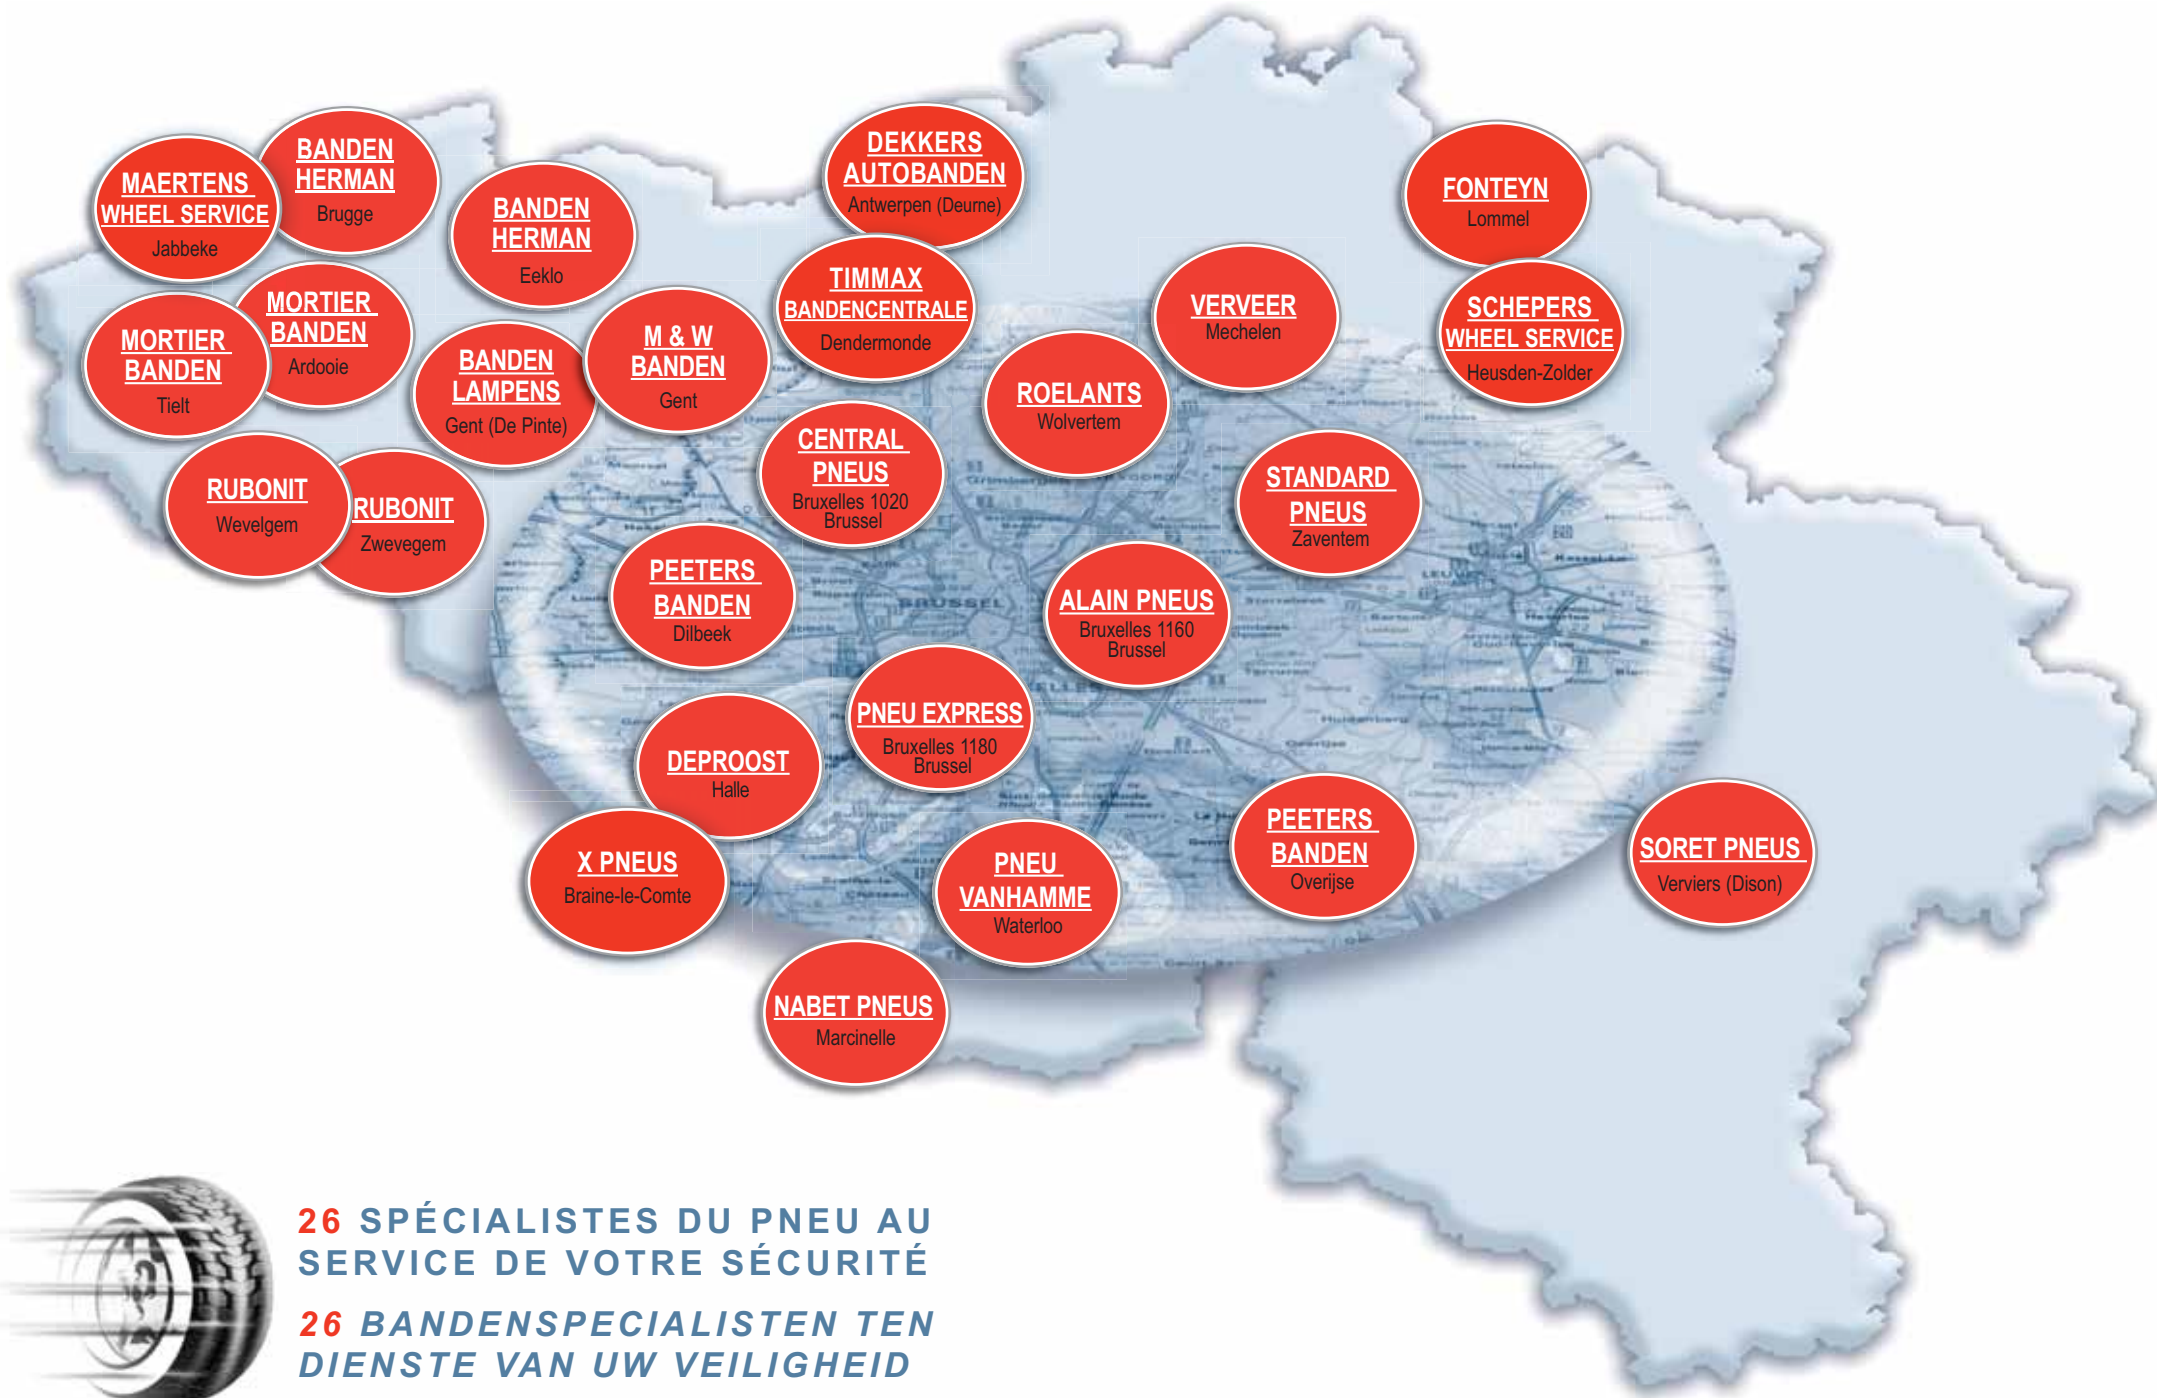 BANDEN
HERMAN
Brugge
MAERTENS
WHEEL SERVICE
Jabbeke
BANDEN
HERMAN
Eeklo
DEKKERS
AUTOBANDEN
Antwerpen (Deurne)
FONTEYN
Lommel
MORTIER
BANDEN
Ardooie
MORTIER
BANDEN
Tielt
BANDEN
LAMPENS
Gent (De Pinte)
M & W
BANDEN
Gent
TIMMAX
BANDENCENTRALE
Dendermonde
VERVEER
Mechelen
SCHEPERS
WHEEL SERVICE
Heusden-Zolder
ROELANTS
Wolvertem
CENTRAL
PNEUS
Bruxelles 1020
Brussel
STANDARD
PNEUS
Zaventem
RUBONIT
Wevelgem
RUBONIT
Zwevegem
PEETERS
BANDEN
Dilbeek
BRUSSEL
ALAIN PNEUS
Bruxelles 1160
Brussel
PNEU EXPRESS
Bruxelles 1180
Brussel
DEPROOST
Halle
X PNEUS
Braine-le-Comte
PNEU
VANHAMME
Waterloo
PEETERS
BANDEN
Overijse
SORET PNEUS
Verviers (Dison)
NABET PNEUS
Marcinelle
26 SPÉCIALISTES DU PNEU AU
SERVICE DE VOTRE SÉCURITÉ
26 BANDENSPECIALISTEN TEN
DIENSTE VAN UW VEILIGHEID